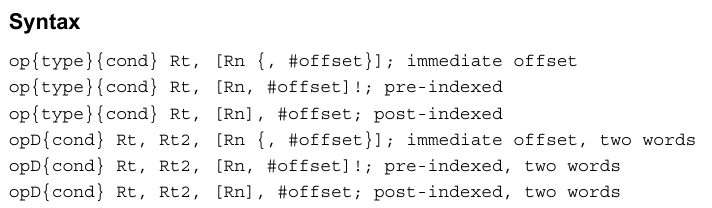 Syntax
op{type}{cond} Rt, [Rn {, #offset}]; immediate offset
op{type}{cond} Rt, [Rn, #offset]!; pre-indexed
op{type}{cond} Rt, [Rn], #offset; post-indexed
opD{cond} Rt, Rt2, [Rn {, #offset}]; immediate offset, two words
opD{cond} Rt, Rt2, [Rn, #offset]!; pre-indexed, two words
opD{cond} Rt, Rt2, [Rn], #offset; post-indexed, two words